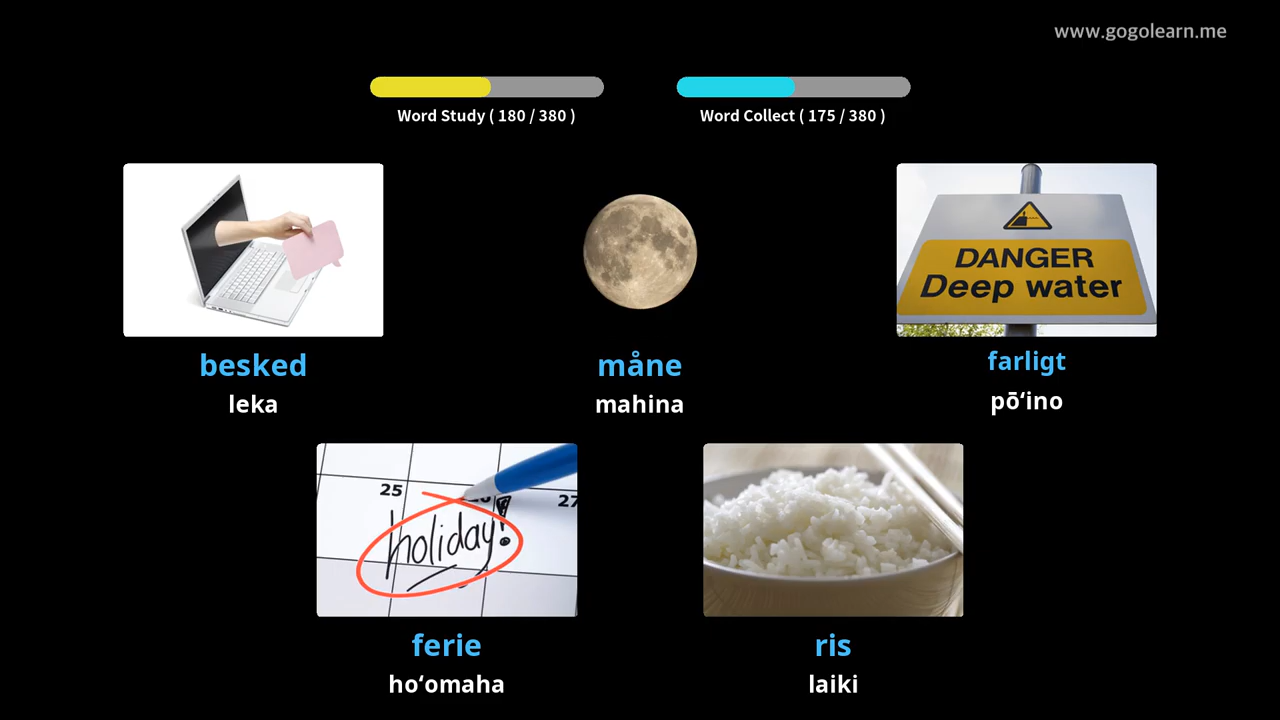 www.gogolearn.me
Word Study ( 180 / 380 )
Word Collect ( 175 / 380 )
DANGER
Deep water
besked
leka
måne
mahina
farligt
pōʻino
25
27
holiday!
ferie
hoʻomaha
ris
laiki